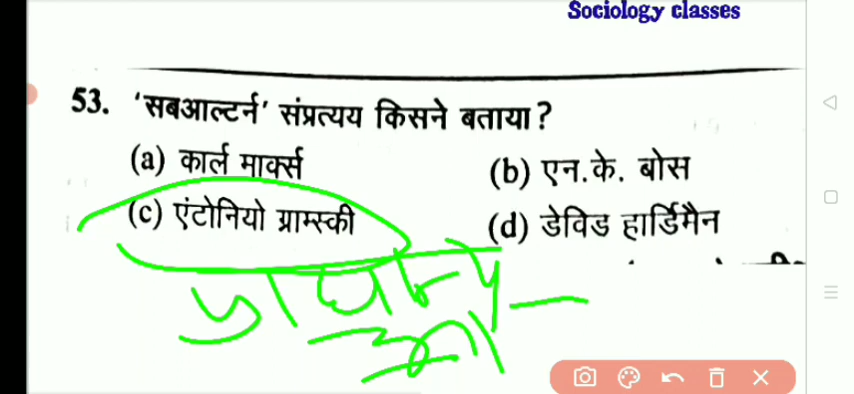 Sociology classes
53. 'सबआल्टर्न' संप्रत्यय किसने बताया?
(a) कार्ल मार्क्स
(b) एन.के. बोस
(c) एंटोनियो ग्राम्स्की
(d) डेविड हार्डिमैन